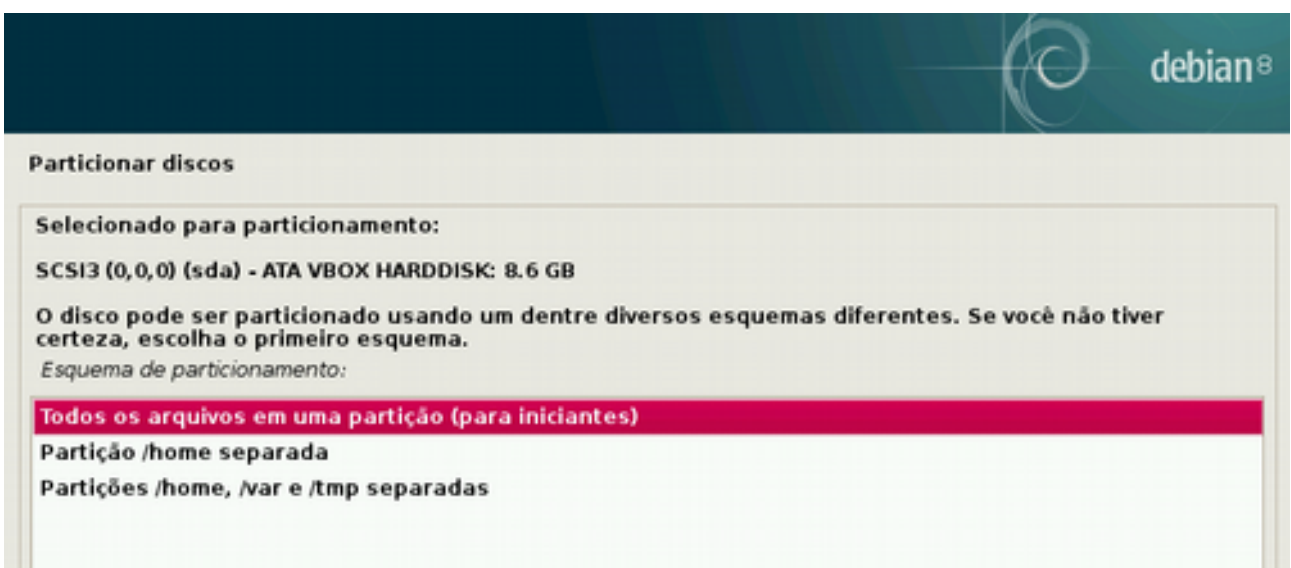 debian 8
Particionar discos
Selecionado para particionamento:
SCSI3 (0,0,0) (sda) - ATA VBOX HARDDISK: 8.6 GB
O disco pode ser particionado usando um dentre diversos esquemas diferentes. Se você não tiver
certeza, escolha o primeiro esquema.
Esquema de particionamento:
Todos os arquivos em uma partição (para iniciantes)
Partição /home separada
Partições /home, /var e /tmp separadas